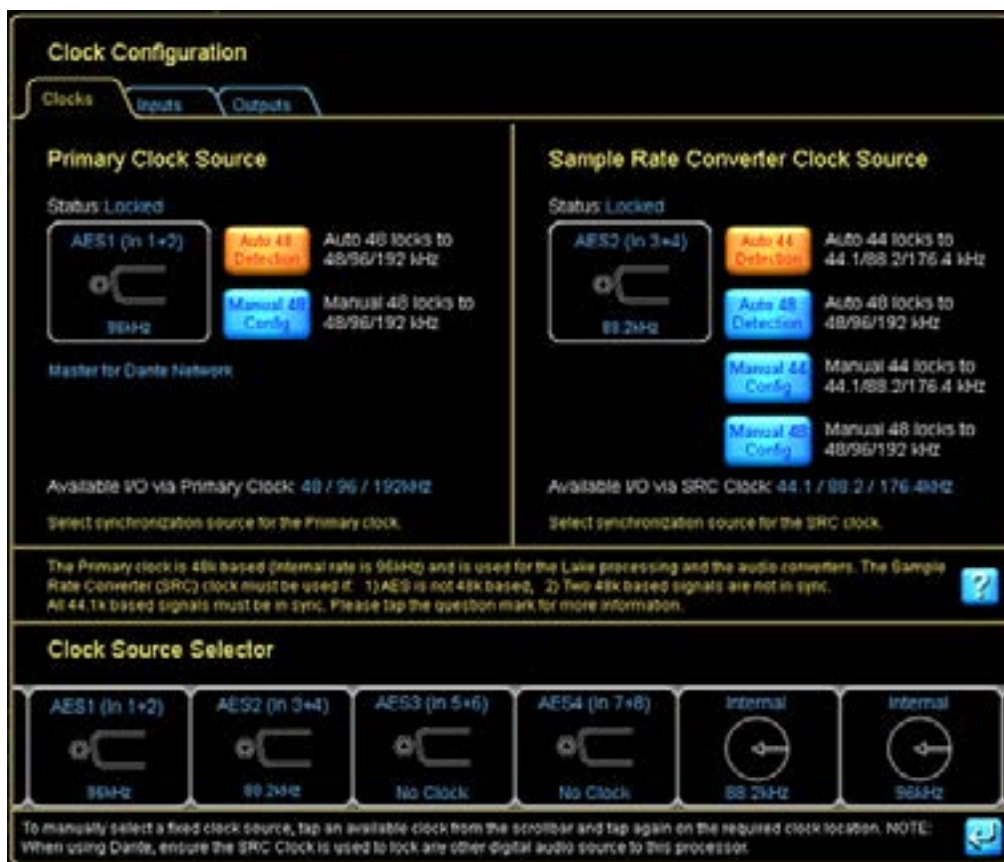 Clock Configuration
Clocks
Inputs
Outputs
Primary Clock Source
Status: Locked
AES1 (In 1+2)
96kHz
Auto 48
Detection
Auto 48 locks to
48/96/192 kHz
Manual 48
Config
Manual 48 locks to
48/96/192 kHz
Master for Dante Network
Available I/O via Primary Clock: 48 / 96 / 192kHz
Select synchronization source for the Primary clock.
Sample Rate Converter Clock Source
Status: Locked
AES2 (In 3+4)
88.2kHz
Auto 44
Detection
Auto 44 locks to
44.1/88.2/176.4 kHz
Auto 48
Detection
Auto 48 locks to
48/96/192 kHz
Manual 44
Config
Manual 44 locks to
44.1/88.2/176.4 kHz
Manual 48
Config
Manual 48 locks to
48/96/192 kHz
Available I/O via SRC Clock: 44.1 / 88.2 / 176.4kHz
Select synchronization source for the SRC clock.
The Primary clock is 48k based (internal rate is 96kHz) and is used for the Lake processing and the audio converters. The Sample
Rate Converter (SRC) clock must be used if: 1) AES is not 48k based, 2) Two 48k based signals are not in sync.
All 44.1k based signals must be in sync. Please tap the question mark for more information.
?
Clock Source Selector
AES1 (In 1+2)
96kHz
AES2 (In 3+4)
88.2kHz
AES3 (In 5+6)
No Clock
AES4 (In 7+8)
No Clock
Internal
88.2kHz
Internal
96kHz
To manually select a fixed clock source, tap an available clock from the scrollbar and tap again on the required clock location. NOTE:
When using Dante, ensure the SRC Clock is used to lock any other digital audio source to this processor.